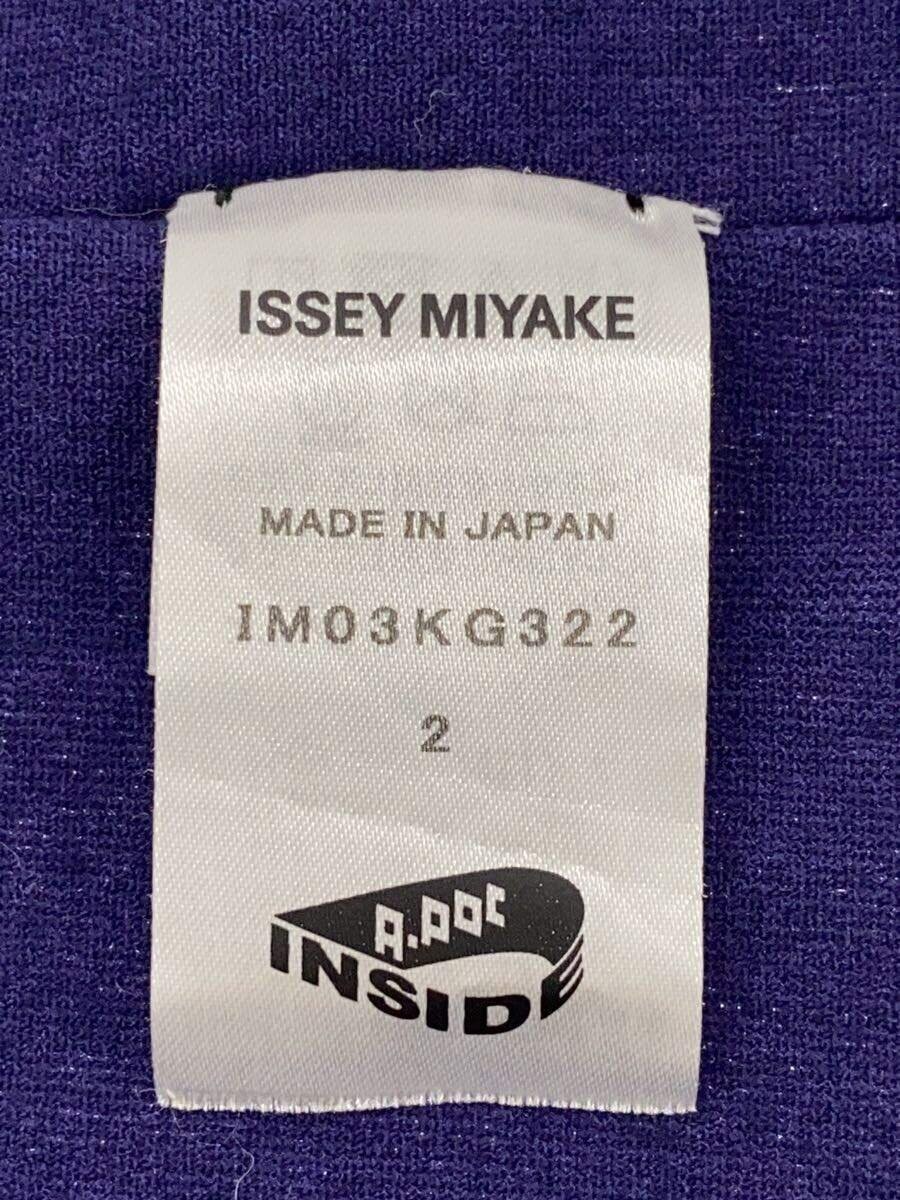 ISSEY MIYAKE
MADE IN JAPAN
IM03KG322
2
A.POC
INSIDE